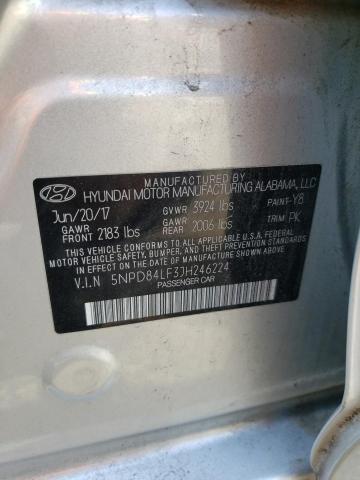 MANUFACTURED BY
HYUNDAI MOTOR MANUFACTURING ALABAMA, LLC
Jun/20/17 GVWR 3924 lbs PAINT-Y8
GAWR FRONT 2183 lbs GAWR REAR 2006 lbs TRIM PK
THIS VEHICLE CONFORMS TO ALL APPLICABLE U.S.A. FEDERAL
MOTOR VEHICLE SAFETY, BUMPER, AND THEFT PREVENTION
STANDARDS IN EFFECT ON THE DATE OF MANUFACTURE SHOWN ABOVE.
V.I.N 5NPD84LF3JH246224
PASSENGER CAR